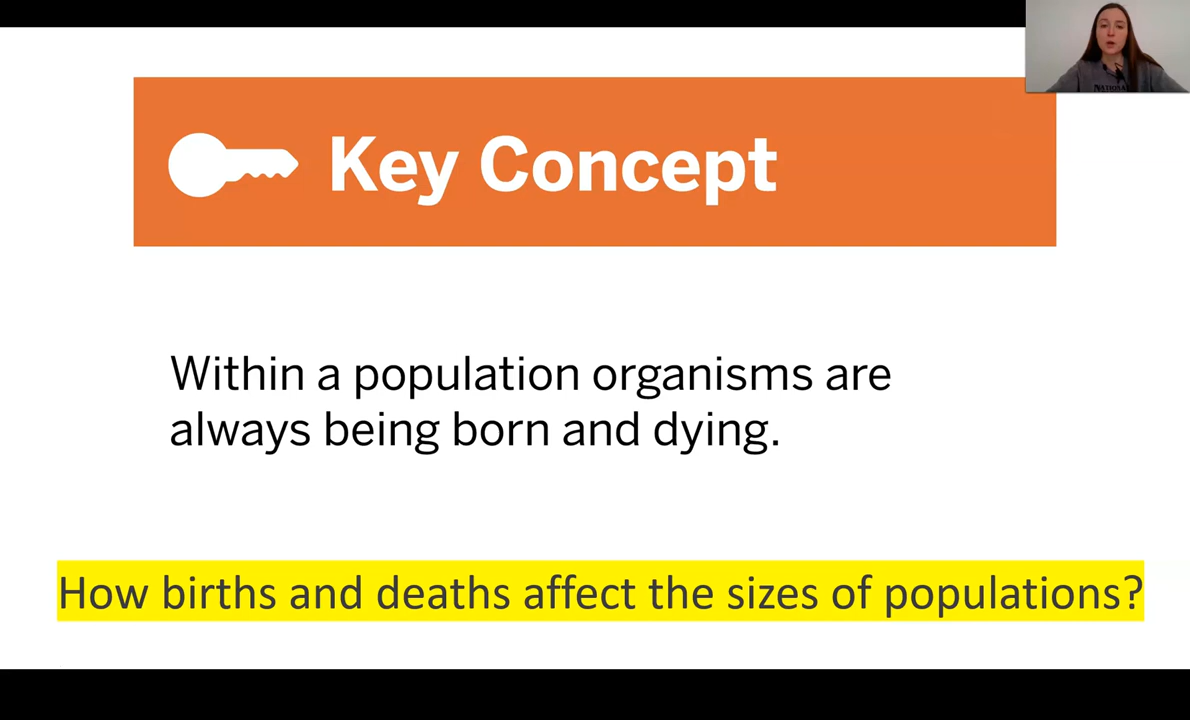 Key Concept
Within a population organisms are
always being born and dying.
How births and deaths affect the sizes of populations?